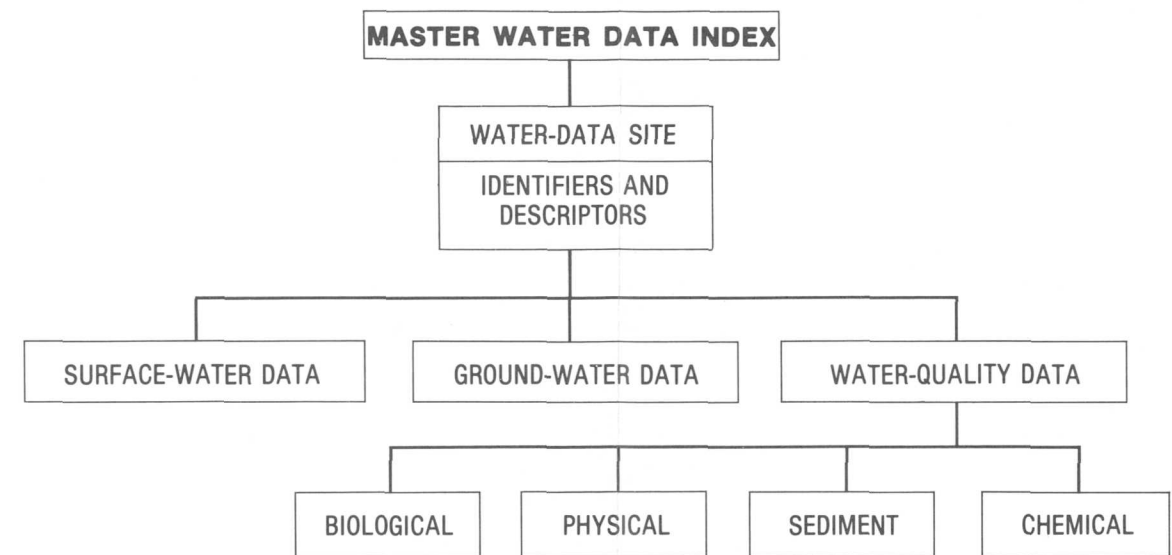 MASTER WATER DATA INDEX
WATER-DATA SITE
IDENTIFIERS AND
DESCRIPTORS
SURFACE-WATER DATA
GROUND-WATER DATA
WATER-QUALITY DATA
BIOLOGICAL
PHYSICAL
SEDIMENT
CHEMICAL